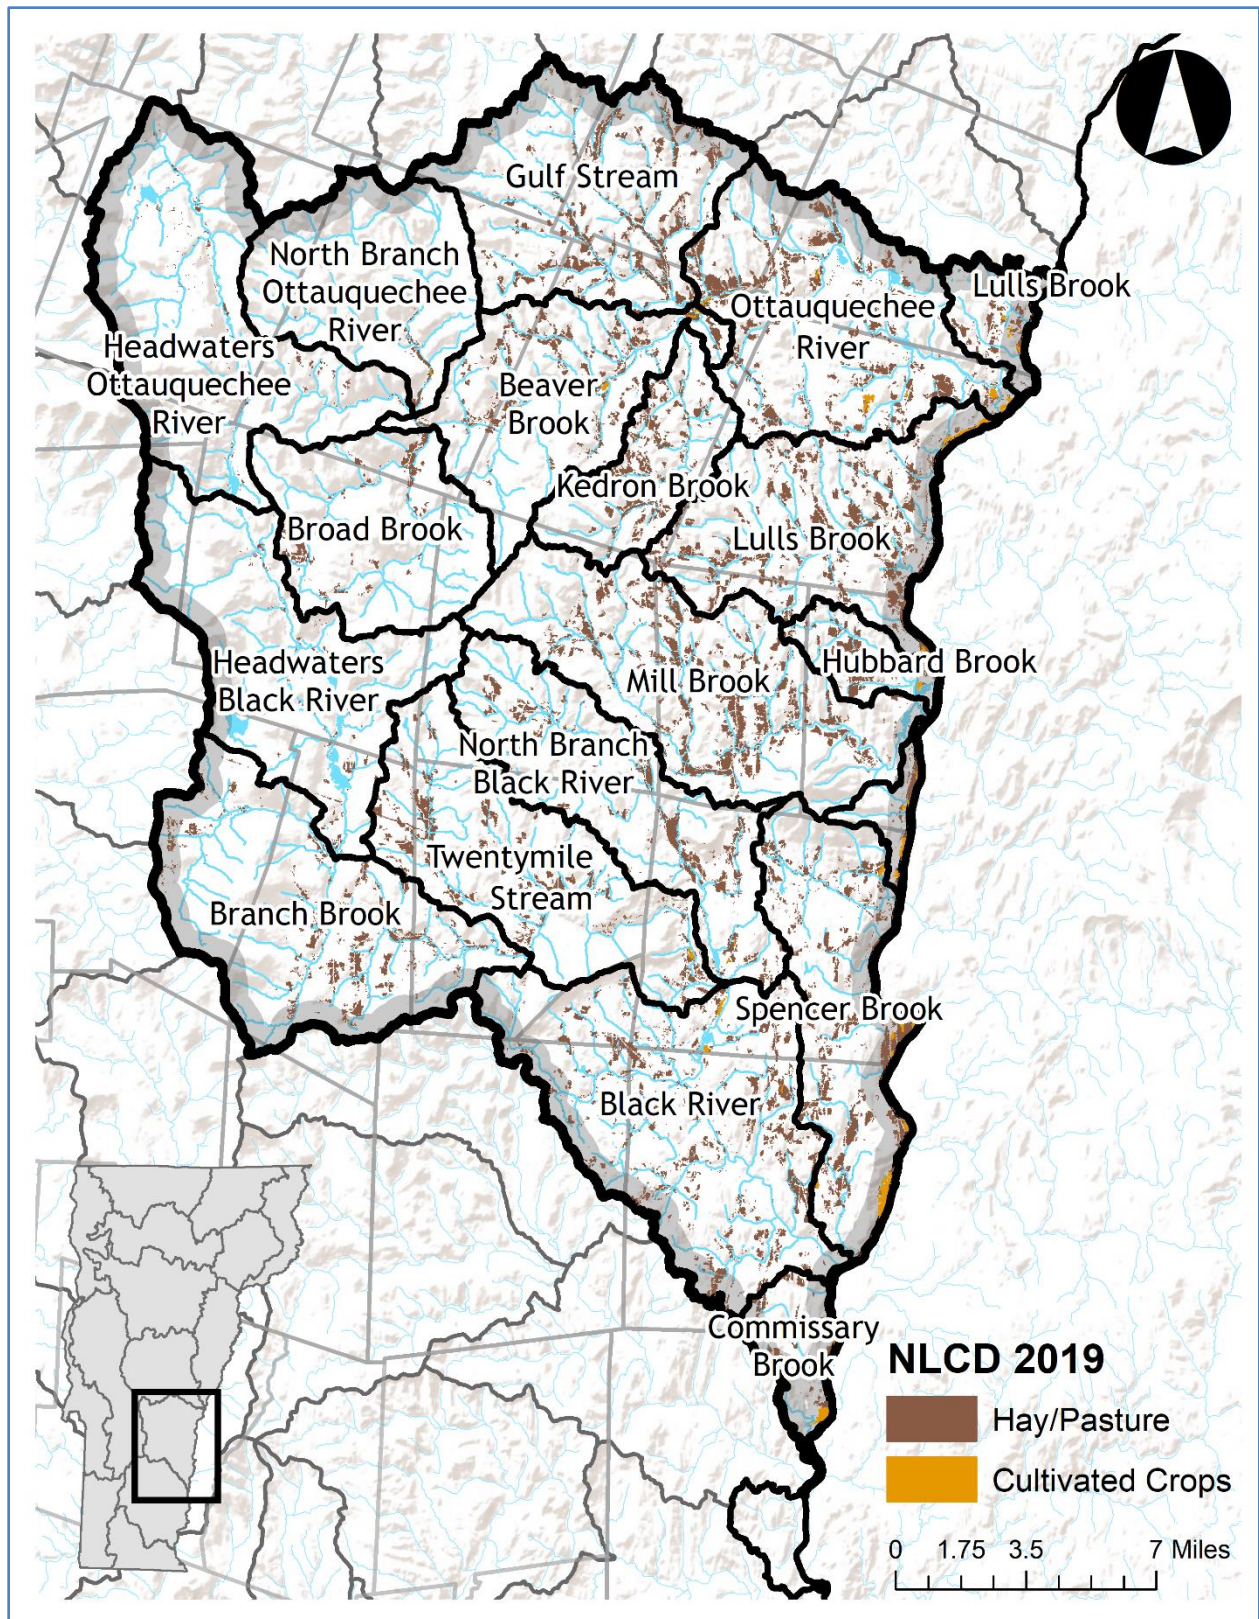 Gulf Stream
North Branch
Ottauquechee
River
Lulls Brook
Ottauquechee
River
Headwaters
Ottauquechee
River
Beaver
Brook
Kedron Brook
Broad Brook
Lulls Brook
Hubbard Brook
Headwaters
Black River
Mill Brook
North Branch
Black River
Twentymile
Stream
Branch Brook
Spencer Brook
Black River
Commissary
Brook
NLCD 2019
Hay/Pasture
Cultivated Crops
0 1.75 3.5 7 Miles